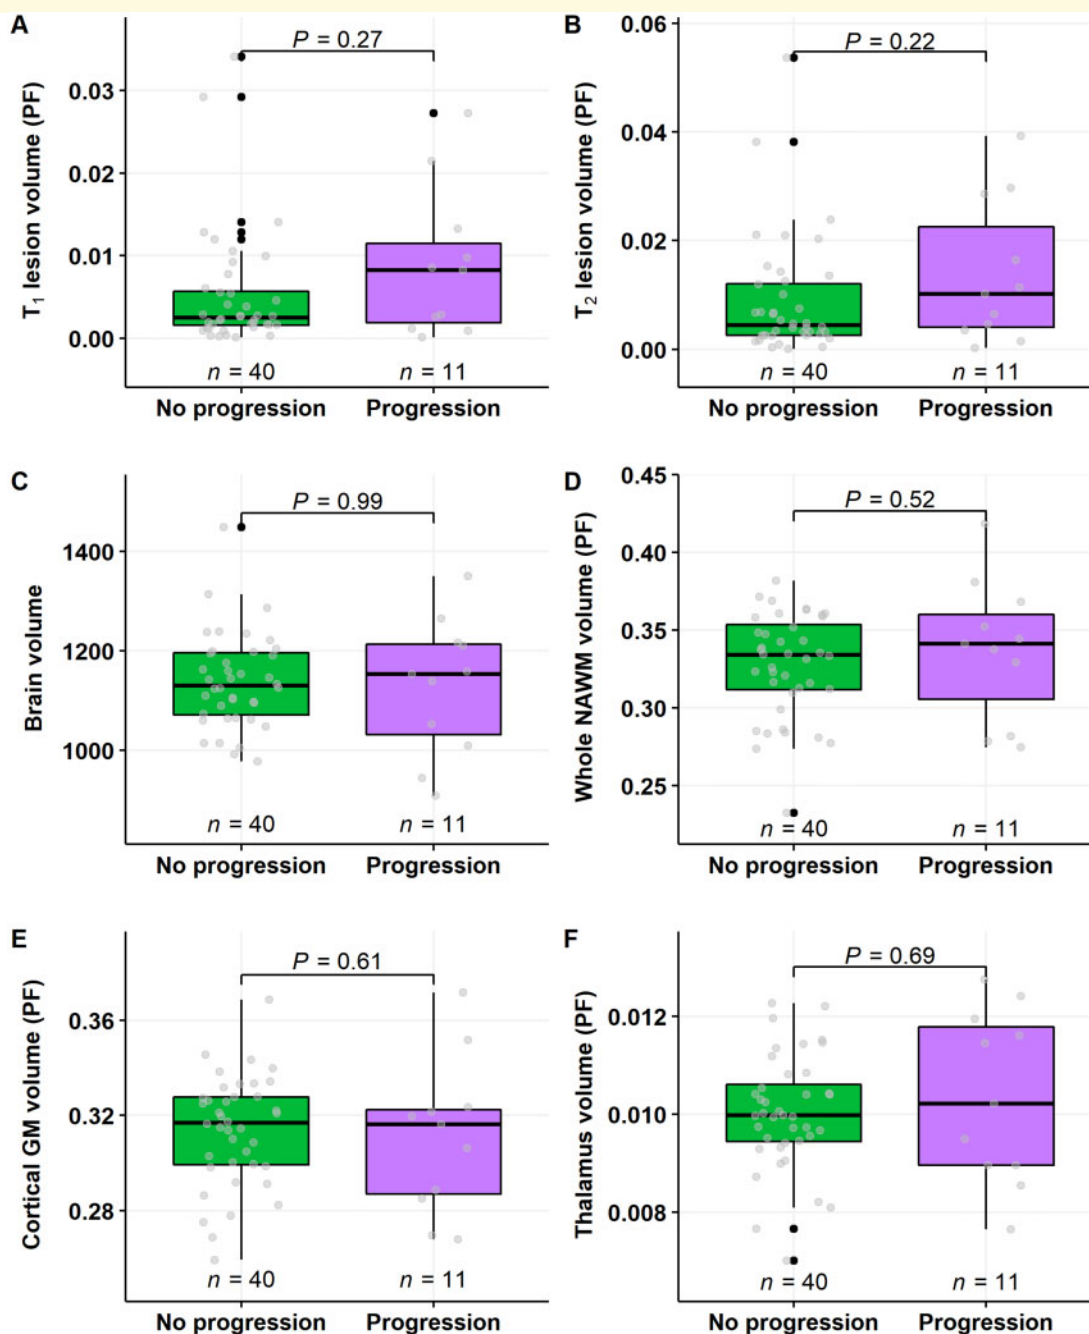 A
T1 lesion volume (PF)
0.03
0.02
0.01
0.00
P = 0.27
n = 40
n = 11
No progression
Progression
B
T2 lesion volume (PF)
0.06
0.04
0.02
0.00
P = 0.22
n = 40
n = 11
No progression
Progression
C
Brain volume
1400
1200
1000
P = 0.99
n = 40
n = 11
No progression
Progression
D
Whole NAWM volume (PF)
0.45
0.40
0.35
0.30
0.25
P = 0.52
n = 40
n = 11
No progression
Progression
E
Cortical GM volume (PF)
0.36
0.32
0.28
P = 0.61
n = 40
n = 11
No progression
Progression
F
Thalamus volume (PF)
0.012
0.010
0.008
P = 0.69
n = 40
n = 11
No progression
Progression